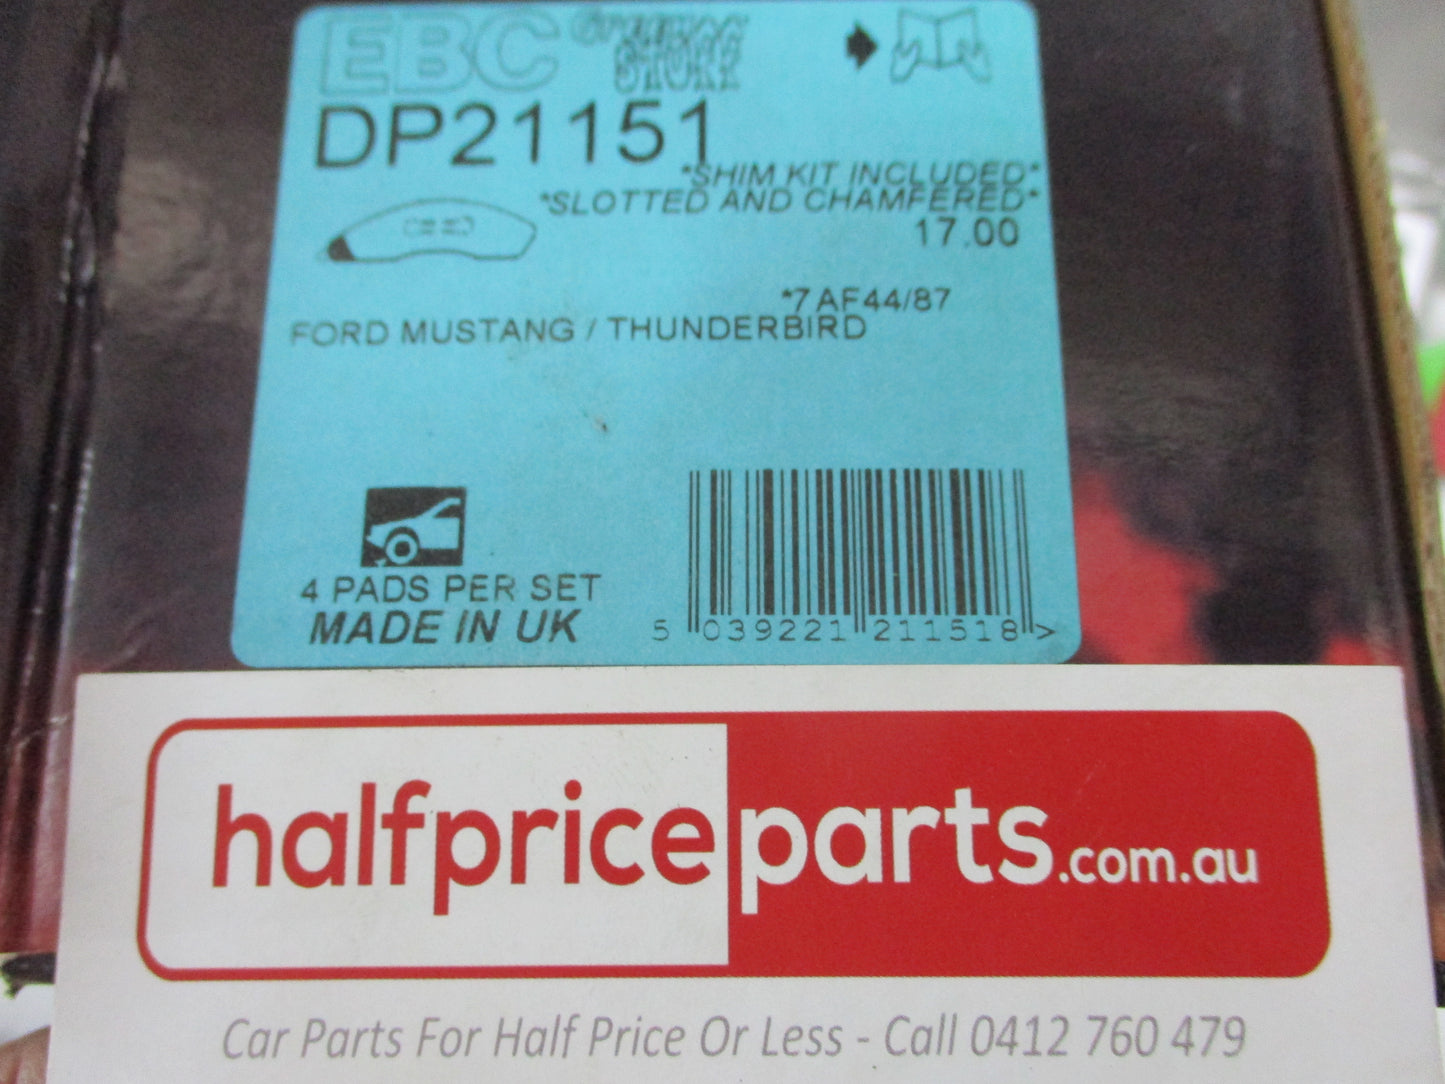 EBC Greenstuff
DP21151
*SHIM KIT INCLUDED*
*SLOTTED AND CHAMFERED*
17.00
*7 AF44/87
FORD MUSTANG / THUNDERBIRD
4 PADS PER SET
MADE IN UK
5 039221 211518 >
halfpriceparts.com.au
Car Parts For Half Price Or Less - Call 0412 760 479